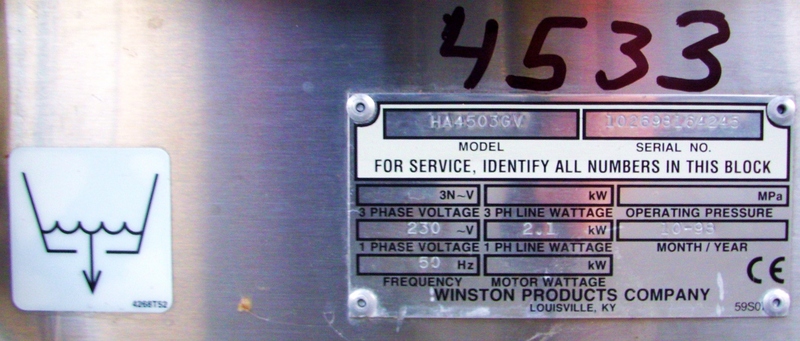 4533
HA4503GV
MODEL SERIAL NO.
FOR SERVICE, IDENTIFY ALL NUMBERS IN THIS BLOCK
3N~V kW MPa
3 PHASE VOLTAGE 3 PH LINE WATTAGE OPERATING PRESSURE
230 ~V 2.1 kW 10-98
1 PHASE VOLTAGE 1 PH LINE WATTAGE MONTH / YEAR
50 Hz kW CE
FREQUENCY MOTOR WATTAGE
WINSTON PRODUCTS COMPANY
LOUISVILLE, KY
4268T52